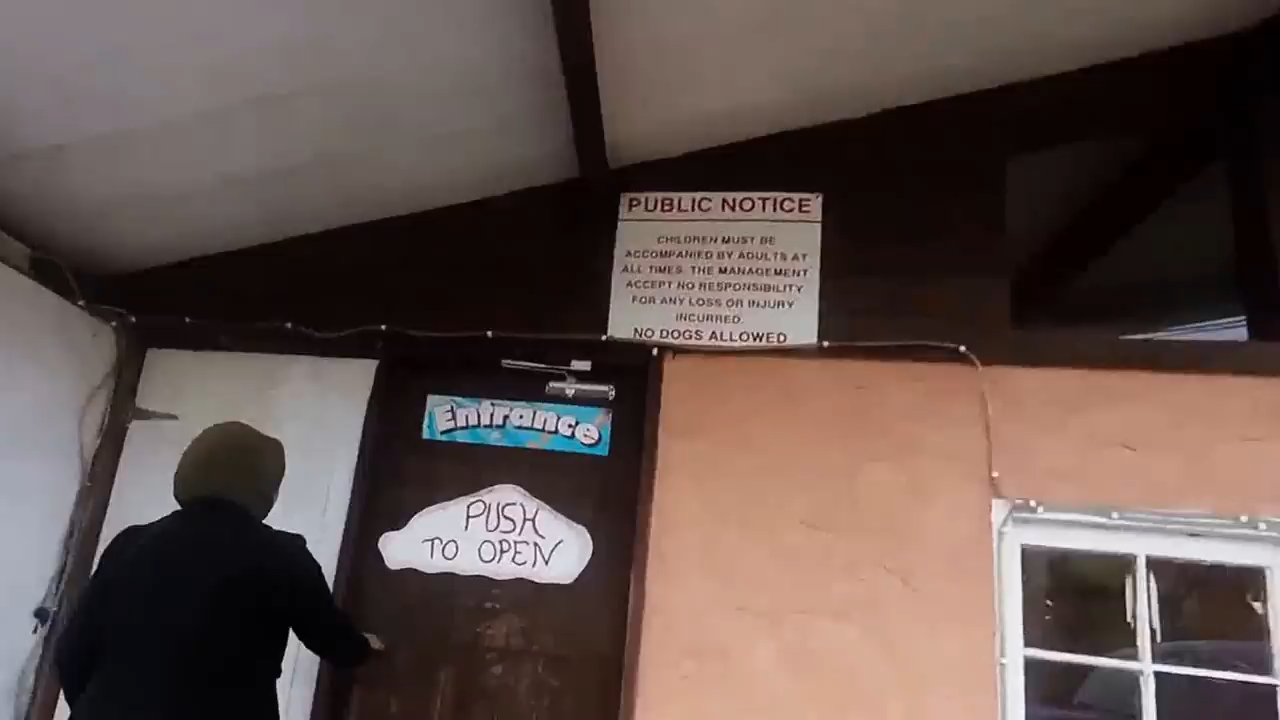 PUBLIC NOTICE
CHILDREN MUST BE
ACCOMPANIED BY ADULTS AT
ALL TIMES. THE MANAGEMENT
ACCEPT NO RESPONSIBILITY
FOR ANY LOSS OR INJURY
INCURRED.
NO DOGS ALLOWED
Entrance
PUSH
TO OPEN